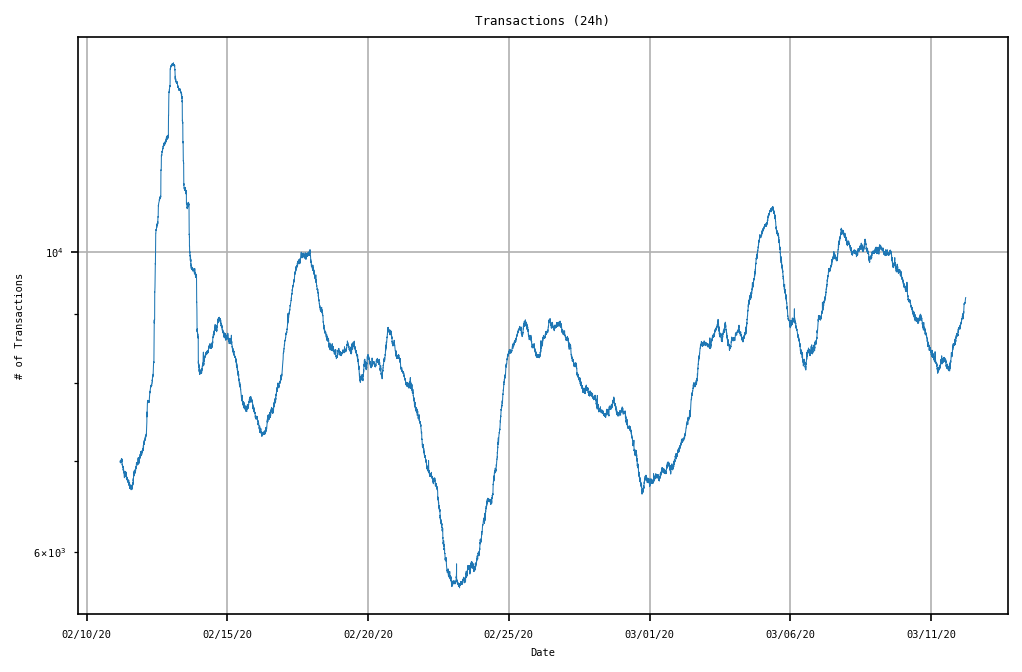 Transactions (24h)
# of Transactions
10⁴
6×10³
02/10/20 02/15/20 02/20/20 02/25/20 03/01/20 03/06/20 03/11/20
Date